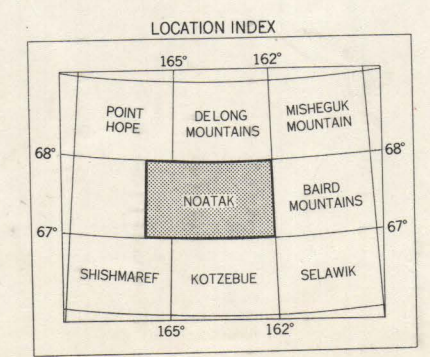 LOCATION INDEX
165° 162°
POINT HOPE
DE LONG MOUNTAINS
MISHEGUK MOUNTAIN
68° 68°
NOATAK
BAIRD MOUNTAINS
67° 67°
SHISHMAREF KOTZEBUE SELAWIK
165° 162°